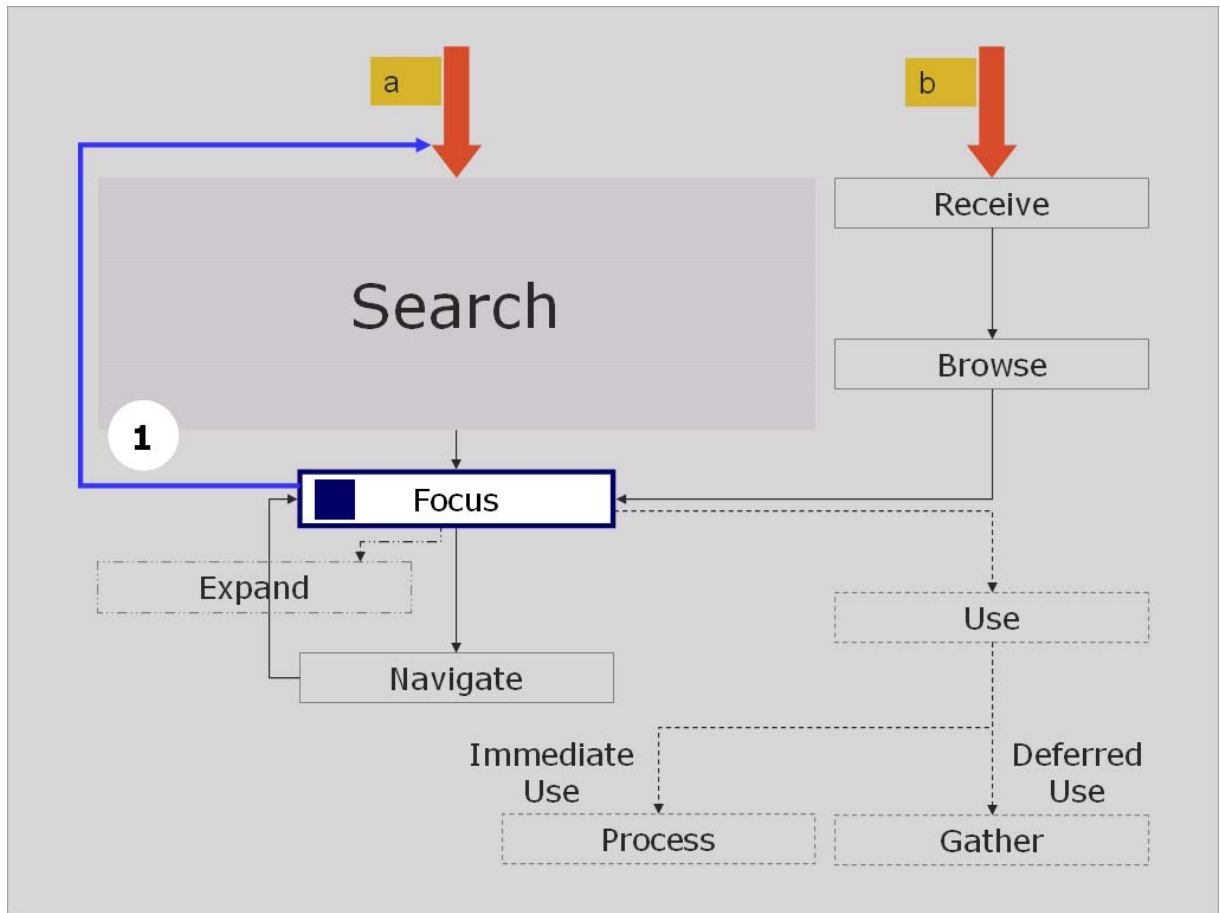 a
b
Receive
Search
Browse
1
Focus
Expand
Use
Navigate
Immediate
Use
Deferred
Use
Process
Gather